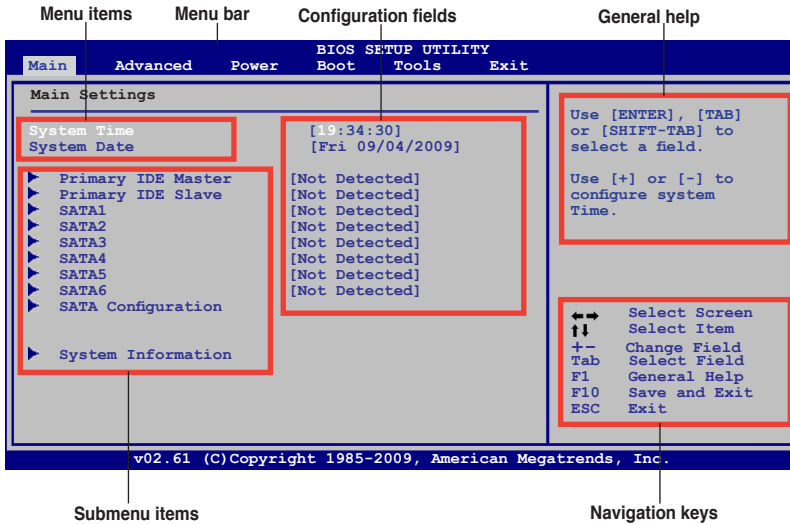 Menu items Menu bar Configuration fields General help
BIOS SETUP UTILITY
Main Advanced Power Boot Tools Exit
Main Settings
System Time [19:34:30]
System Date [Fri 09/04/2009]
Primary IDE Master [Not Detected]
Primary IDE Slave [Not Detected]
SATA1 [Not Detected]
SATA2 [Not Detected]
SATA3 [Not Detected]
SATA4 [Not Detected]
SATA5 [Not Detected]
SATA6 [Not Detected]
SATA Configuration
System Information
Use [ENTER], [TAB]
or [SHIFT-TAB] to
select a field.
Use [+] or [-] to
configure system
Time.
←→ Select Screen
↑↓ Select Item
+- Change Field
Tab Select Field
F1 General Help
F10 Save and Exit
ESC Exit
v02.61 (C)Copyright 1985-2009, American Megatrends, Inc.
Submenu items Navigation keys